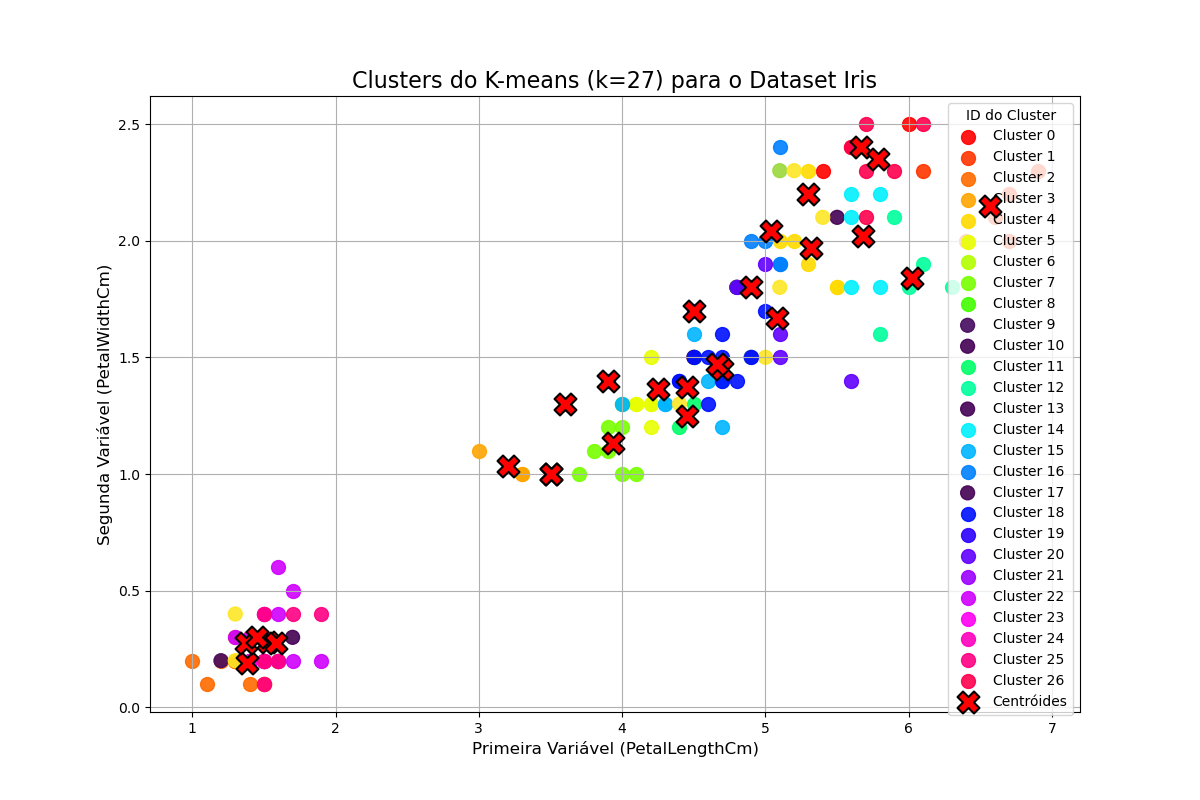 Clusters do K-means (k=27) para o Dataset Iris
Segunda Variável (PetalWidthCm)
2.5
2.0
1.5
1.0
0.5
0.0
1
2
3
4
5
6
7
Primeira Variável (PetalLengthCm)
ID do Cluster
Cluster 0
Cluster 1
Cluster 2
Cluster 3
Cluster 4
Cluster 5
Cluster 6
Cluster 7
Cluster 8
Cluster 9
Cluster 10
Cluster 11
Cluster 12
Cluster 13
Cluster 14
Cluster 15
Cluster 16
Cluster 17
Cluster 18
Cluster 19
Cluster 20
Cluster 21
Cluster 22
Cluster 23
Cluster 24
Cluster 25
Cluster 26
Centróides